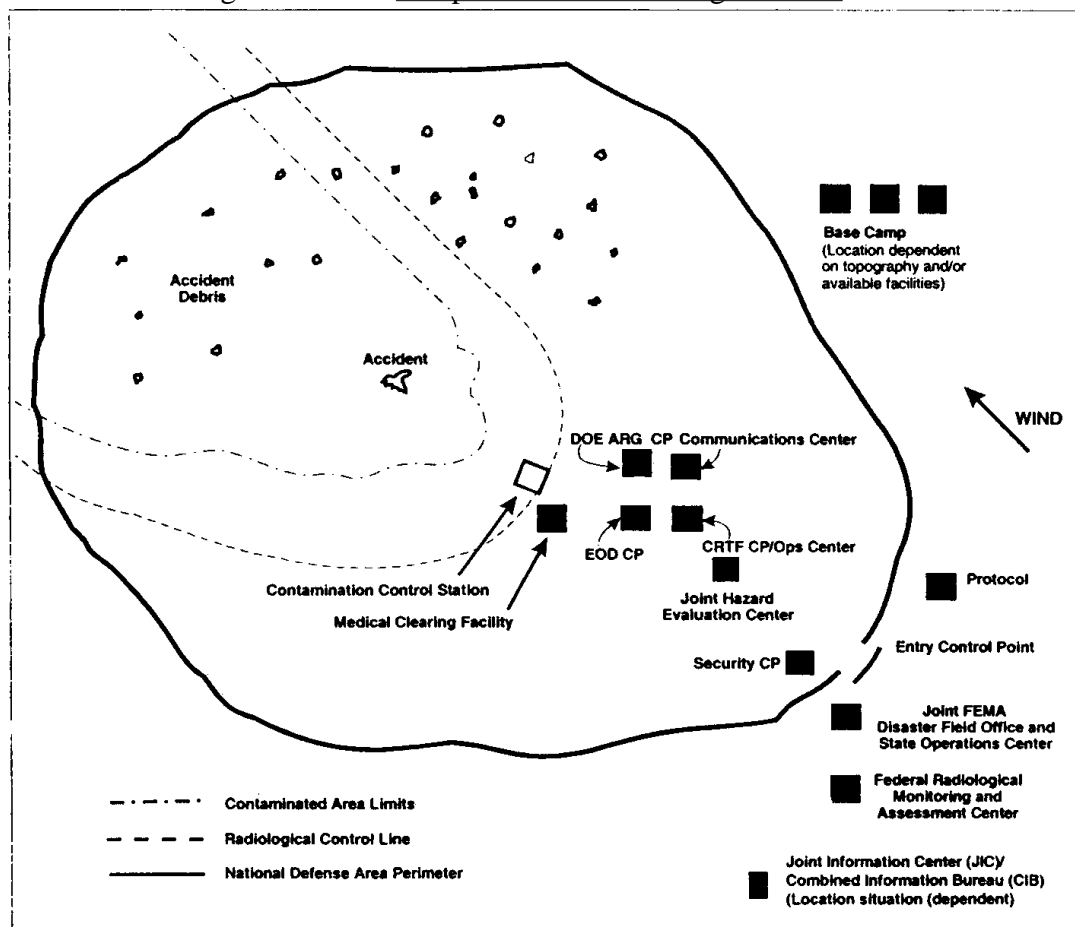 Base Camp
(Location dependent
on topography and/or
available facilities)
Accident
Debris
Accident
WIND
DOE ARG CP Communications Center
EOD CP
CRTF CP/Ops Center
Contamination Control Station
Joint Hazard
Evaluation Center
Medical Clearing Facility
Protocol
Entry Control Point
Security CP
Joint FEMA
Disaster Field Office and
State Operations Center
Federal Radiological
Monitoring and
Assessment Center
Contaminated Area Limits
Radiological Control Line
National Defense Area Perimeter
Joint Information Center (JIC)/
Combined Information Bureau (CIB)
(Location situation (dependent)